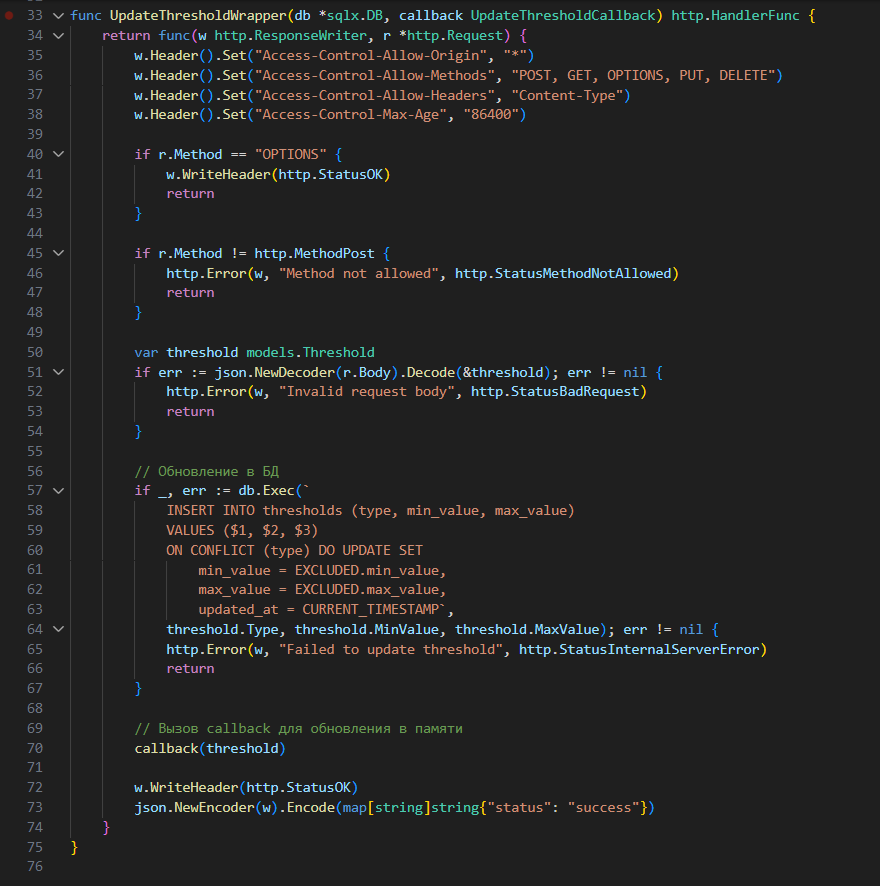 33 func UpdateThresholdWrapper(db *sqlx.DB, callback UpdateThresholdCallback) http.HandlerFunc {
34     return func(w http.ResponseWriter, r *http.Request) {
35         w.Header().Set("Access-Control-Allow-Origin", "*")
36         w.Header().Set("Access-Control-Allow-Methods", "POST, GET, OPTIONS, PUT, DELETE")
37         w.Header().Set("Access-Control-Allow-Headers", "Content-Type")
38         w.Header().Set("Access-Control-Max-Age", "86400")
39
40         if r.Method == "OPTIONS" {
41             w.WriteHeader(http.StatusOK)
42             return
43         }
44
45         if r.Method != http.MethodPost {
46             http.Error(w, "Method not allowed", http.StatusMethodNotAllowed)
47             return
48         }
49
50         var threshold models.Threshold
51         if err := json.NewDecoder(r.Body).Decode(&threshold); err != nil {
52             http.Error(w, "Invalid request body", http.StatusBadRequest)
53             return
54         }
55
56         // Обновление в БД
57         if _, err := db.Exec(`
58             INSERT INTO thresholds (type, min_value, max_value)
59             VALUES ($1, $2, $3)
60             ON CONFLICT (type) DO UPDATE SET
61                 min_value = EXCLUDED.min_value,
62                 max_value = EXCLUDED.max_value,
63                 updated_at = CURRENT_TIMESTAMP`,
64             threshold.Type, threshold.MinValue, threshold.MaxValue); err != nil {
65             http.Error(w, "Failed to update threshold", http.StatusInternalServerError)
66             return
67         }
68
69         // Вызов callback для обновления в памяти
70         callback(threshold)
71
72         w.WriteHeader(http.StatusOK)
73         json.NewEncoder(w).Encode(map[string]string{"status": "success"})
74     }
75 }
76